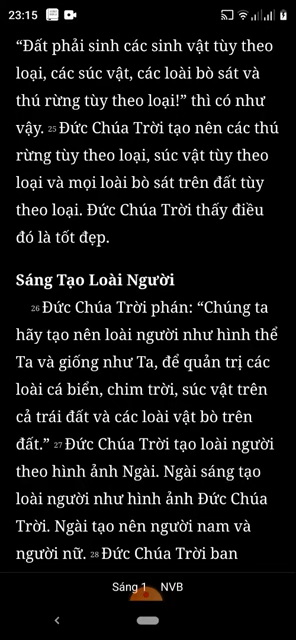 23:15
“Đất phải sinh các sinh vật tùy theo
loại, các súc vật, các loài bò sát và
thú rừng tùy theo loại!” thì có như
vậy. 25 Đức Chúa Trời tạo nên các thú
rừng tùy theo loại, súc vật tùy theo
loại và mọi loài bò sát trên đất tùy
theo loại. Đức Chúa Trời thấy điều
đó là tốt đẹp.
Sáng Tạo Loài Người
26 Đức Chúa Trời phán: “Chúng ta
hãy tạo nên loài người như hình thể
Ta và giống như Ta, để quản trị các
loài cá biển, chim trời, súc vật trên
cả trái đất và các loài vật bò trên
đất.” 27 Đức Chúa Trời tạo loài người
theo hình ảnh Ngài. Ngài sáng tạo
loài người như hình ảnh Đức Chúa
Trời. Ngài tạo nên người nam và
người nữ. 28 Đức Chúa Trời ban
Sáng 1 NVB